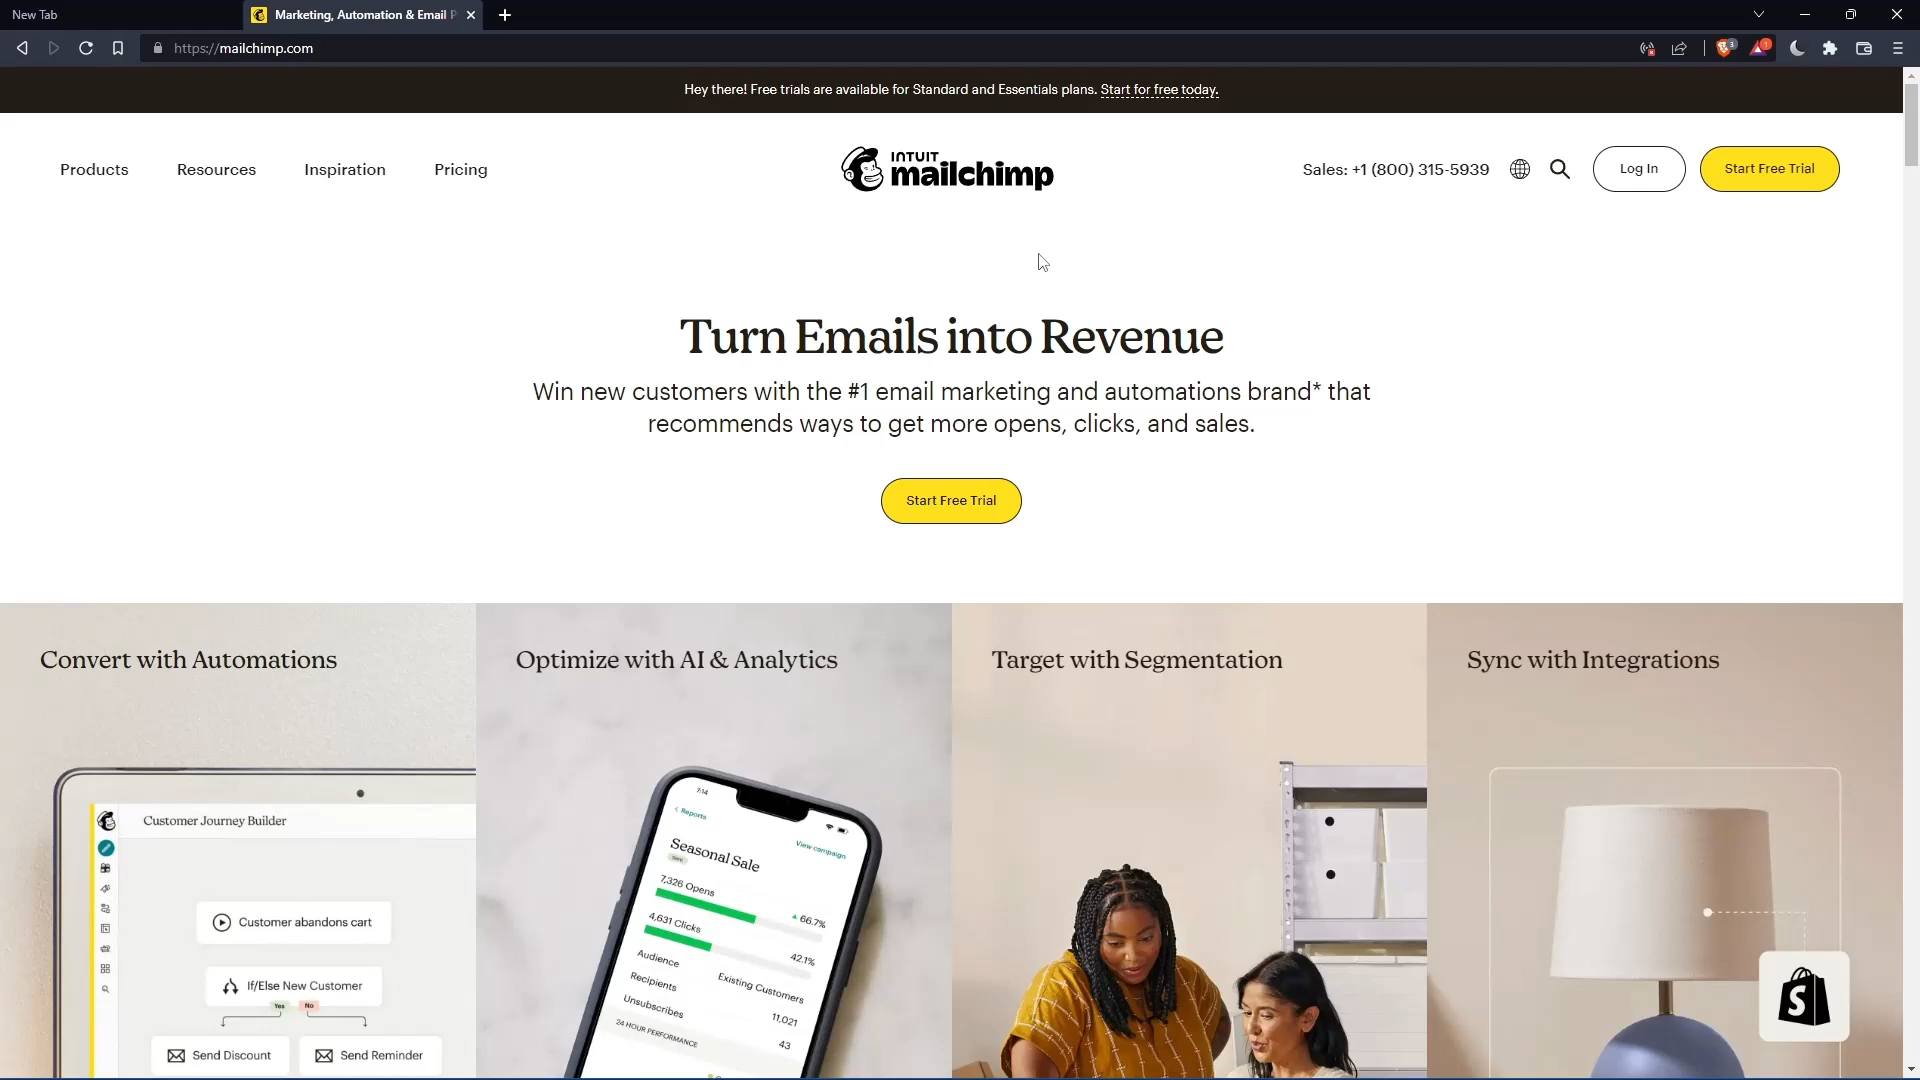 New Tab
Marketing, Automation & Email P
https://mailchimp.com
3
1
Hey there! Free trials are available for Standard and Essentials plans. Start for free today.
Products
Resources
Inspiration
Pricing
INTUIT
mailchimp
Sales: +1 (800) 315-5939
Log In
Start Free Trial
Turn Emails into Revenue
Win new customers with the #1 email marketing and automations brand* that
recommends ways to get more opens, clicks, and sales.
Start Free Trial
Convert with Automations
Customer Journey Builder
Customer abandons cart
If/Else New Customer
Yes
No
Send Discount
Send Reminder
Optimize with AI & Analytics
7:14
Reports
View campaign
Seasonal Sale
Sent
7,326 Opens
66.7%
4,631 Clicks
42.1%
Audience
Existing Customers
Recipients
11,021
Unsubscribes
43
24 HOUR PERFORMANCE
Target with Segmentation
Sync with Integrations
S